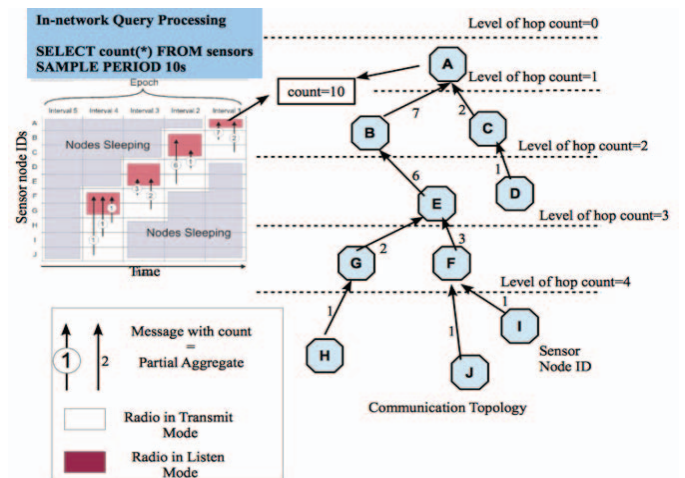 In-network Query Processing
SELECT count(*) FROM sensors
SAMPLE PERIOD 10s
Level of hop count=0
Epoch
Interval 5 Interval 4 Interval 3 Interval 2
Sensor node IDs
A
B
C
D
E
F
G
H
I
J
Nodes Sleeping
Nodes Sleeping
Time
count=10
A
Level of hop count=1
7
2
B
C
Level of hop count=2
6
1
D
E
Level of hop count=3
2
3
G
F
Level of hop count=4
1
1
1
I
H
J
Sensor
Node ID
Communication Topology
1
2
Message with count
=
Partial Aggregate
Radio in Transmit
Mode
Radio in Listen
Mode